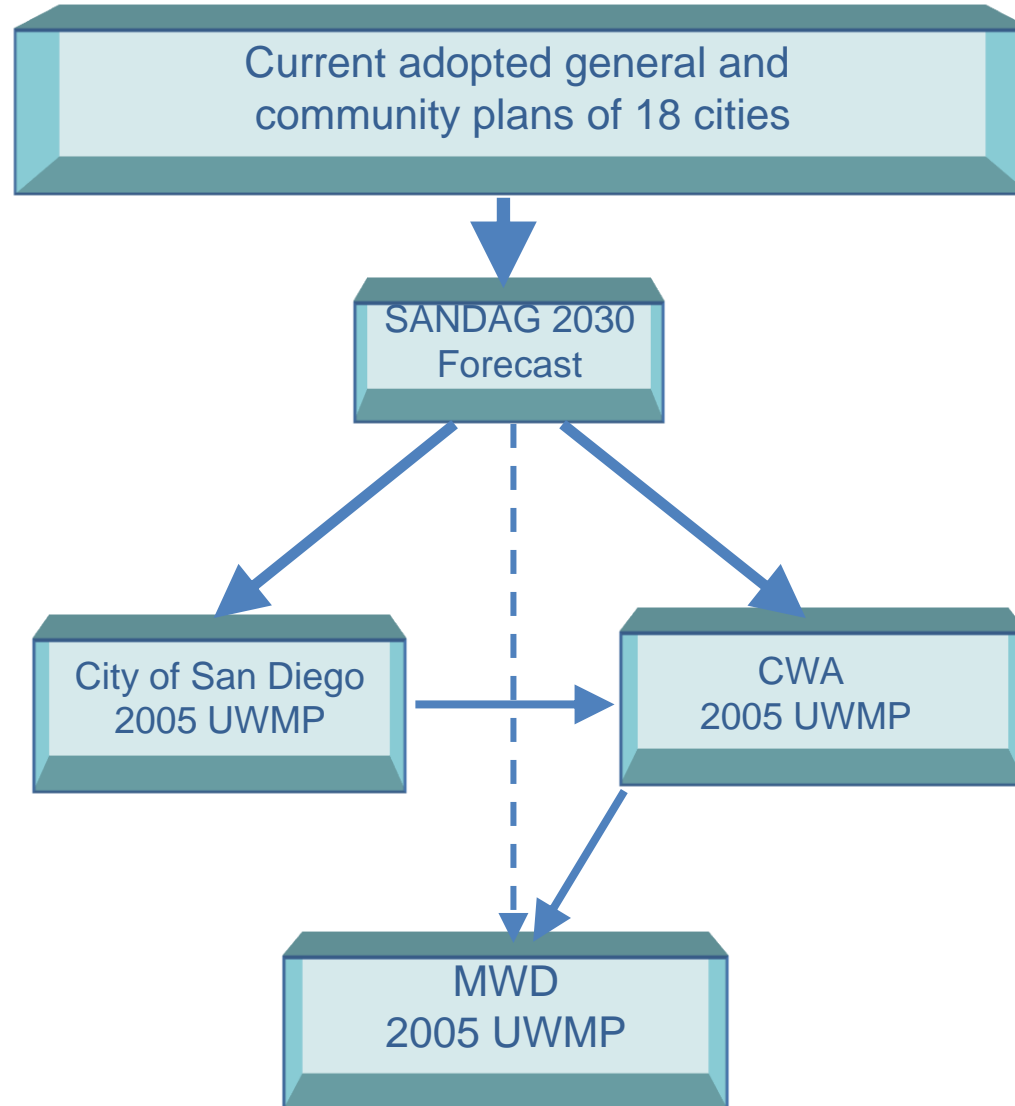 Current adopted general and
community plans of 18 cities
SANDAG 2030
Forecast
City of San Diego
2005 UWMP
CWA
2005 UWMP
MWD
2005 UWMP